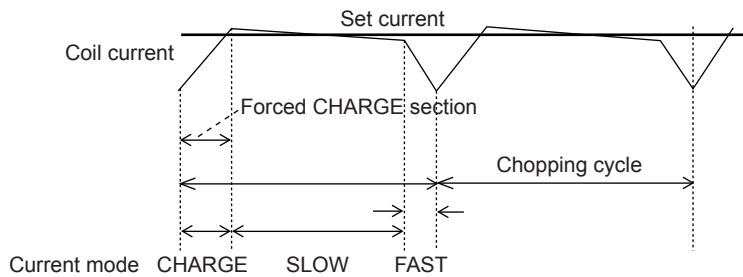 Set current
Coil current
Forced CHARGE section
Chopping cycle
Current mode CHARGE SLOW FAST